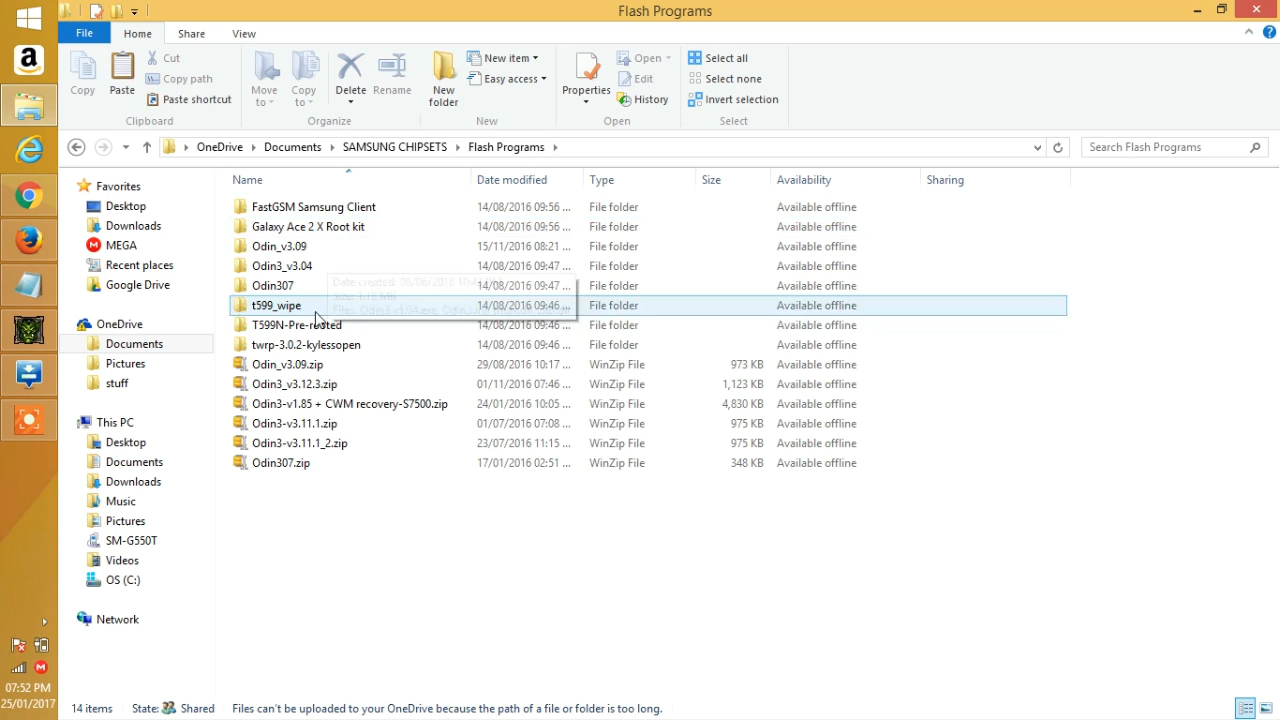 Flash Programs
File Home Share View
Copy
Paste
Cut
Copy path
Paste shortcut
Clipboard
Move to
Copy to
Delete
Rename
Organize
New folder
New item
Easy access
New
Properties
Open
Edit
History
Open
Select all
Select none
Invert selection
Select
OneDrive Documents SAMSUNG CHIPSETS Flash Programs
Search Flash Programs
Favorites
Desktop
Downloads
MEGA
Recent places
Google Drive
OneDrive
Documents
Pictures
stuff
This PC
Desktop
Documents
Downloads
Music
Pictures
SM-G550T
Videos
OS (C:)
Network
Name Date modified Type Size Availability Sharing
FastGSM Samsung Client 14/08/2016 09:56 ... File folder Available offline
Galaxy Ace 2 X Root kit 14/08/2016 09:56 ... File folder Available offline
Odin_v3.09 15/11/2016 08:21 ... File folder Available offline
Odin3_v3.04 14/08/2016 09:47 ... File folder Available offline
Odin307 14/08/2016 09:47 ... File folder Available offline
t599_wipe 14/08/2016 09:46 ... File folder Available offline
T599N-Pre-rooted 14/08/2016 09:46 ... File folder Available offline
twrp-3.0.2-kylessopen 14/08/2016 09:46 ... File folder Available offline
Odin_v3.09.zip 29/08/2016 10:17 ... WinZip File 973 KB Available offline
Odin3_v3.12.3.zip 01/11/2016 07:46 ... WinZip File 1,123 KB Available offline
Odin3-v1.85 + CWM recovery-S7500.zip 24/01/2016 10:05 ... WinZip File 4,830 KB Available offline
Odin3-v3.11.1.zip 01/07/2016 07:08 ... WinZip File 975 KB Available offline
Odin3-v3.11.1_2.zip 23/07/2016 11:15 ... WinZip File 975 KB Available offline
Odin307.zip 17/01/2016 02:51 ... WinZip File 348 KB Available offline
07:52 PM
25/01/2017
14 items State: Shared Files can't be uploaded to your OneDrive because the path of a file or folder is too long.